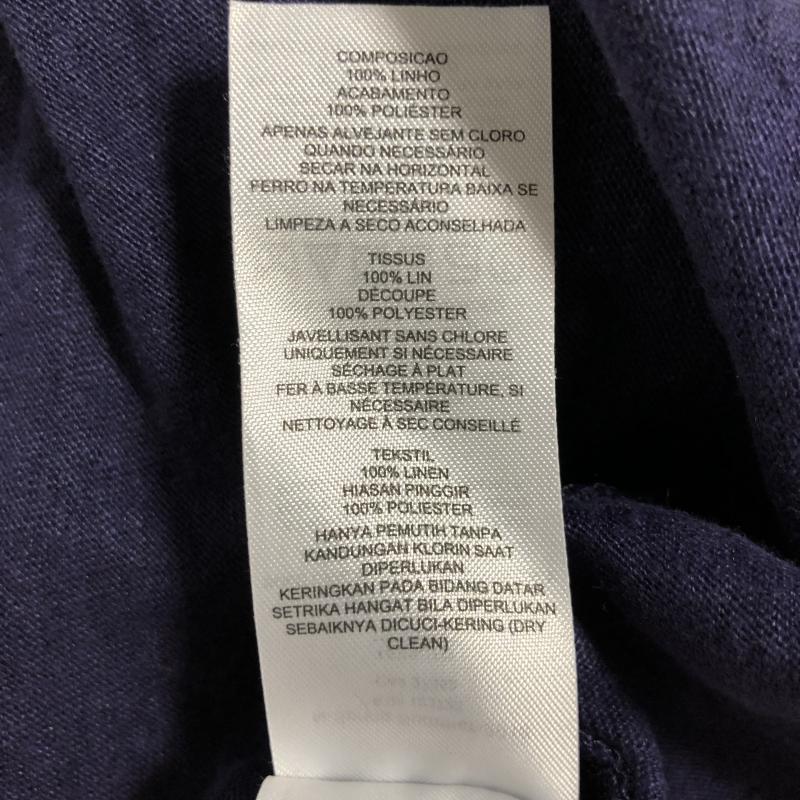 COMPOSICAO
100% LINHO
ACABAMENTO
100% POLIÉSTER
APENAS ALVEJANTE SEM CLORO
QUANDO NECESSÁRIO
SECAR NA HORIZONTAL
FERRO NA TEMPERATURA BAIXA SE
NECESSÁRIO
LIMPEZA A SECO ACONSELHADA
TISSUS
100% LIN
DÉCOUPE
100% POLYESTER
JAVELLISANT SANS CHLORE
UNIQUEMENT SI NÉCESSAIRE
SÉCHAGE À PLAT
FER À BASSE TEMPÉRATURE, SI
NÉCESSAIRE
NETTOYAGE À SEC CONSEILLÉ
TEKSTIL
100% LINEN
HIASAN PINGGIR
100% POLIESTER
HANYA PEMUTIH TANPA
KANDUNGAN KLORIN SAAT
DIPERLUKAN
KERINGKAN PADA BIDANG DATAR
SETRIKA HANGAT BILA DIPERLUKAN
SEBAIKNYA DICUCI-KERING (DRY
CLEAN)